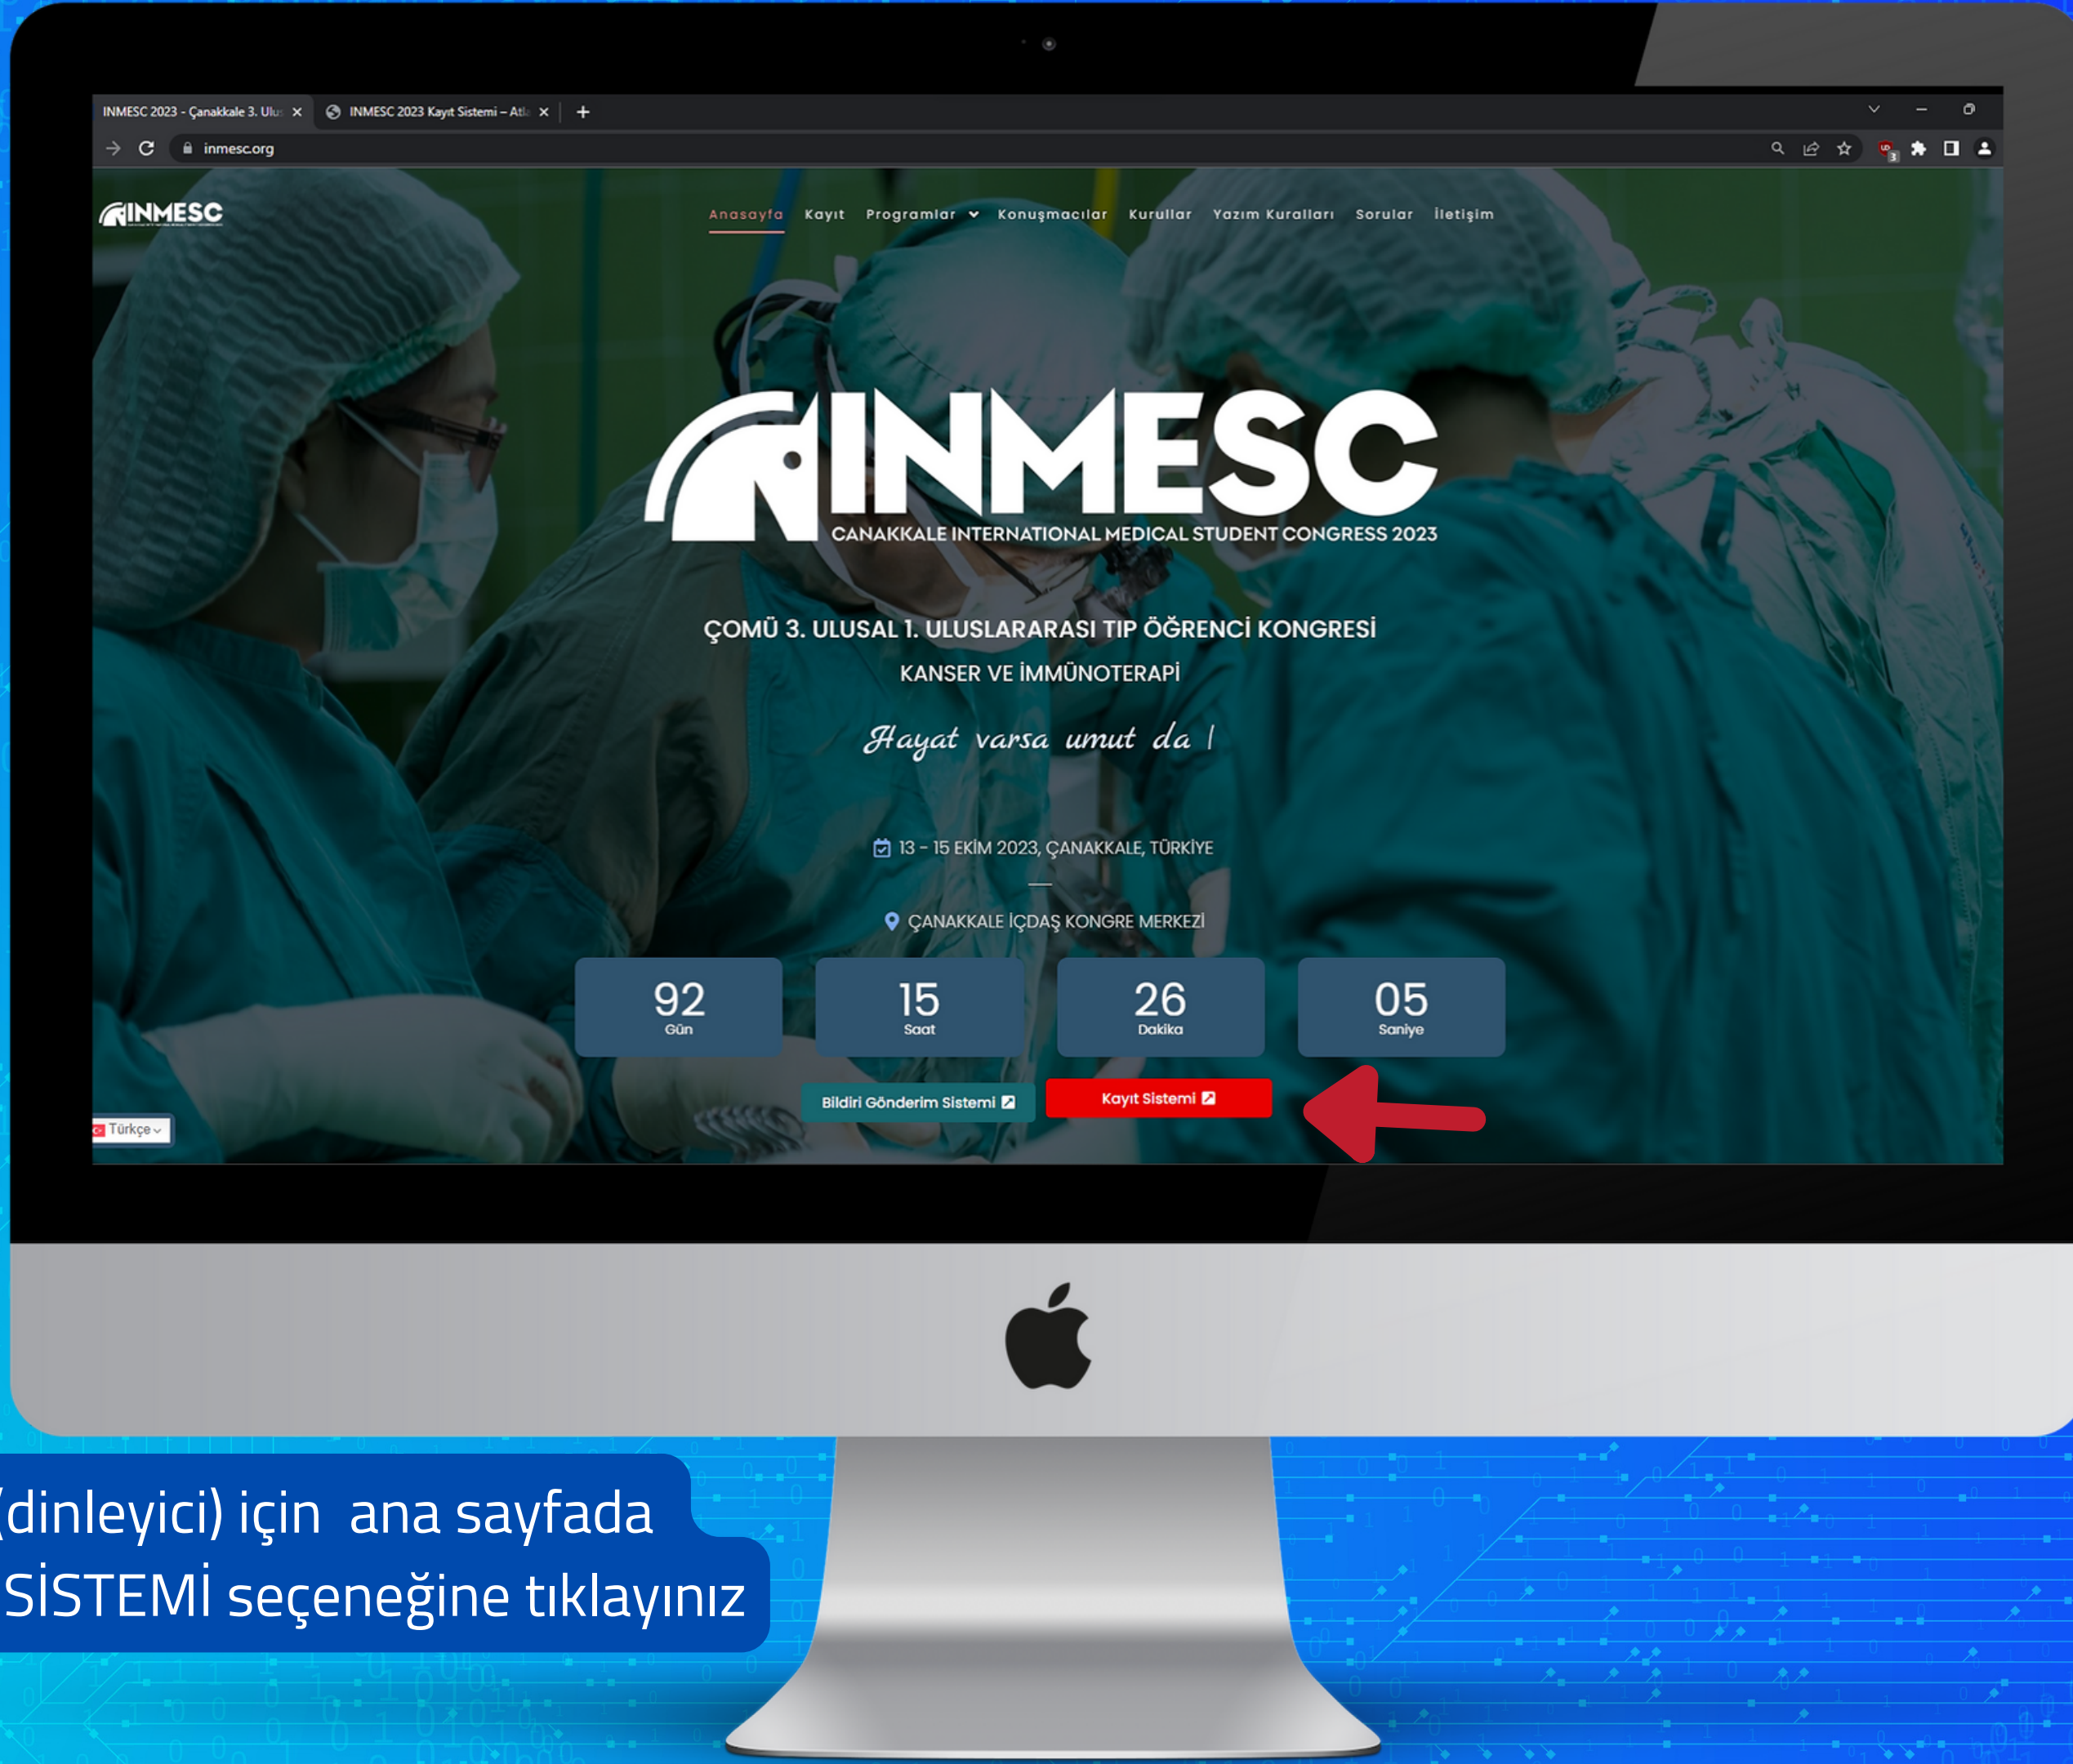 INMESC 2023 - Çanakkale 3. Ulus
INMESC 2023 Kayıt Sistemi – Atla
inmesc.org
3
INMESC
Anasayfa Kayıt Programlar Konuşmacılar Kurullar Yazım Kuralları Sorular İletişim
INMESC
CANAKKALE INTERNATIONAL MEDICAL STUDENT CONGRESS 2023
ÇOMÜ 3. ULUSAL 1. ULUSLARARASI TIP ÖĞRENCİ KONGRESİ
KANSER VE İMMÜNOTERAPİ
Hayat varsa umut da |
13 - 15 EKİM 2023, ÇANAKKALE, TÜRKİYE
ÇANAKKALE İÇDAŞ KONGRE MERKEZİ
92 15 26 05
Gün Saat Dakika Saniye
Bildiri Gönderim Sistemi Kayıt Sistemi
Türkçe
(dinleyici) için ana sayfada
SİSTEMİ seçeneğine tıklayınız